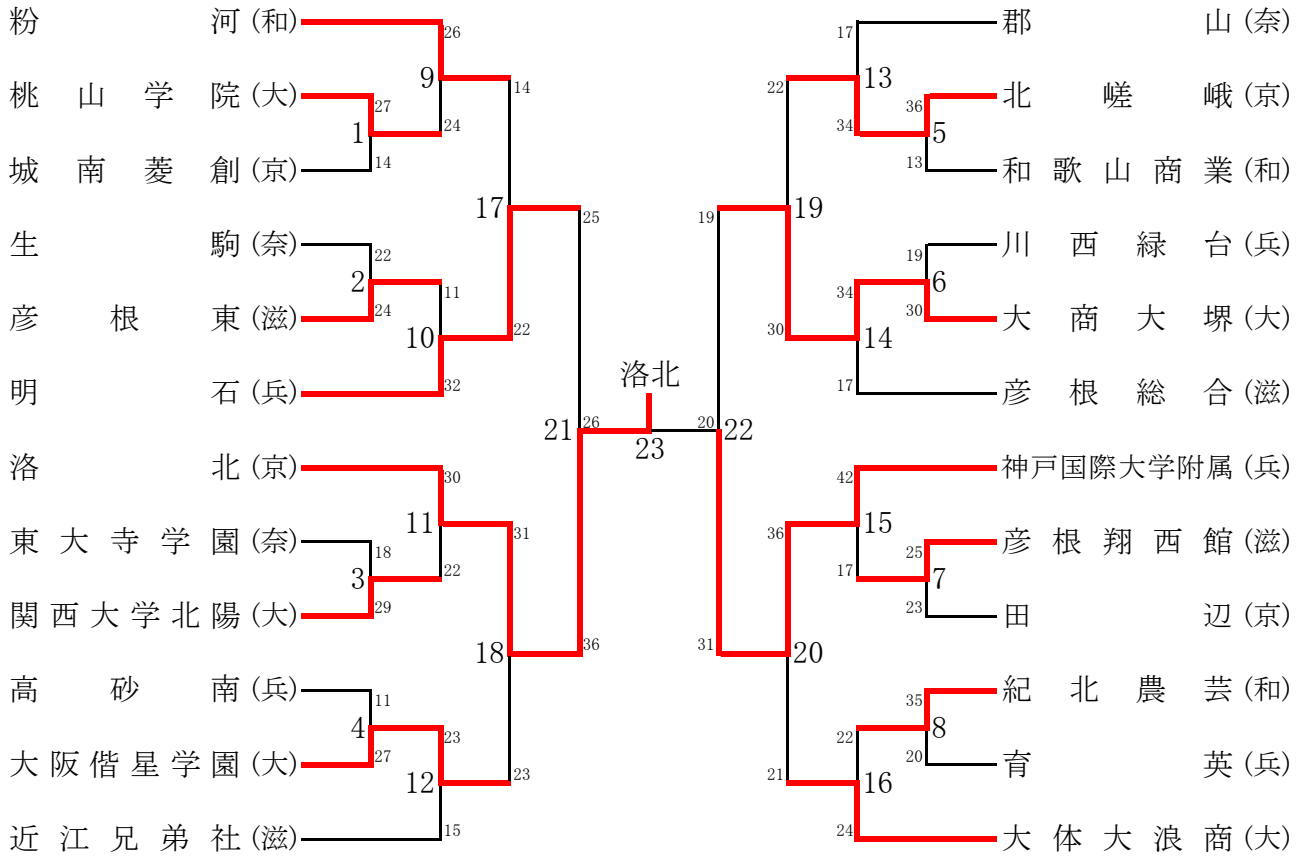 粉河(和)
26
9
14
桃山学院(大)
27
1
24
14
城南菱創(京)
17
25
生駒(奈)
22
2
11
彦根東(滋)
24
10
22
明石(兵)
32
洛北
21
26
23
20
22
洛北(京)
30
11
31
東大寺学園(奈)
18
3
22
関西大学北陽(大)
29
18
36
高砂南(兵)
11
4
23
大阪偕星学園(大)
27
12
23
近江兄弟社(滋)
15
郡山(奈)
17
22
13
北嵯峨(京)
36
34
5
和歌山商業(和)
13
19
19
川西緑台(兵)
19
34
6
大商大堺(大)
30
30
14
彦根総合(滋)
17
神戸国際大学附属(兵)
42
36
15
彦根翔西館(滋)
25
17
7
田辺(京)
23
31
20
紀北農芸(和)
35
22
8
育英(兵)
20
21
16
大体大浪商(大)
24